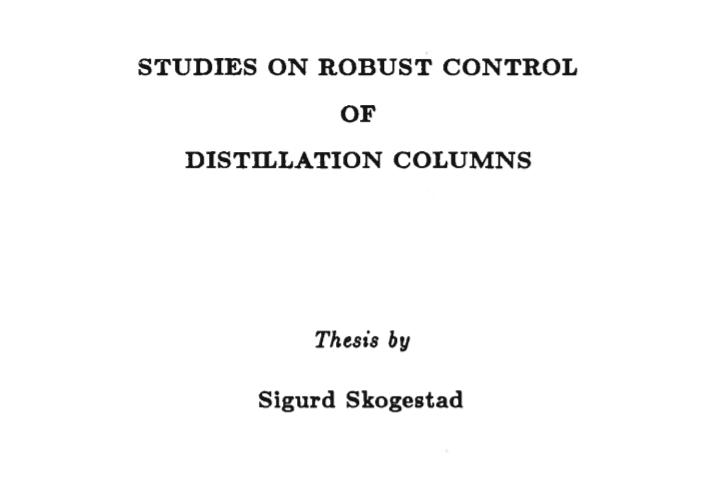 STUDIES ON ROBUST CONTROL
OF
DISTILLATION COLUMNS
Thesis by
Sigurd Skogestad